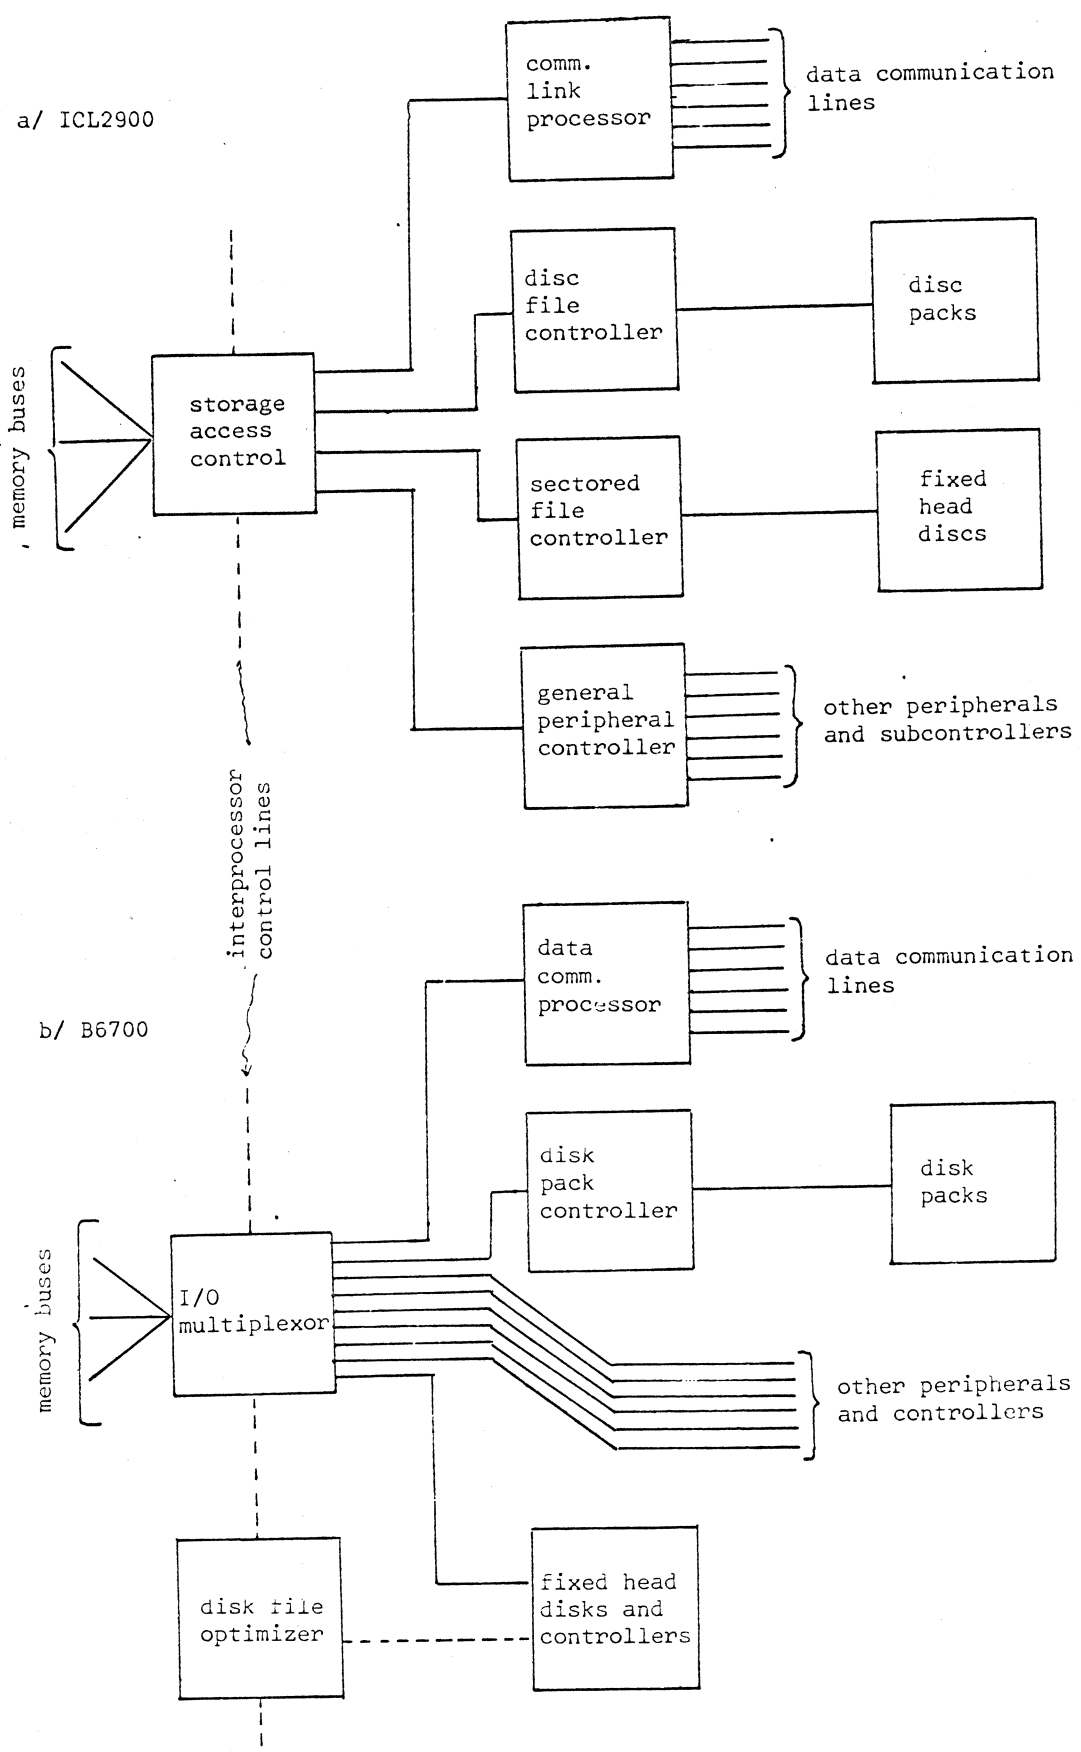 a/ ICL2900
comm.
link
processor
data communication
lines
disc
file
controller
disc
packs
memory buses
storage
access
control
sectored
file
controller
fixed
head
discs
general
peripheral
controller
other peripherals
and subcontrollers
interprocessor
control lines
b/ B6700
data
comm.
processor
data communication
lines
disk
pack
controller
disk
packs
memory buses
I/O
multiplexor
other peripherals
and controllers
disk file
optimizer
fixed head
disks and
controllers